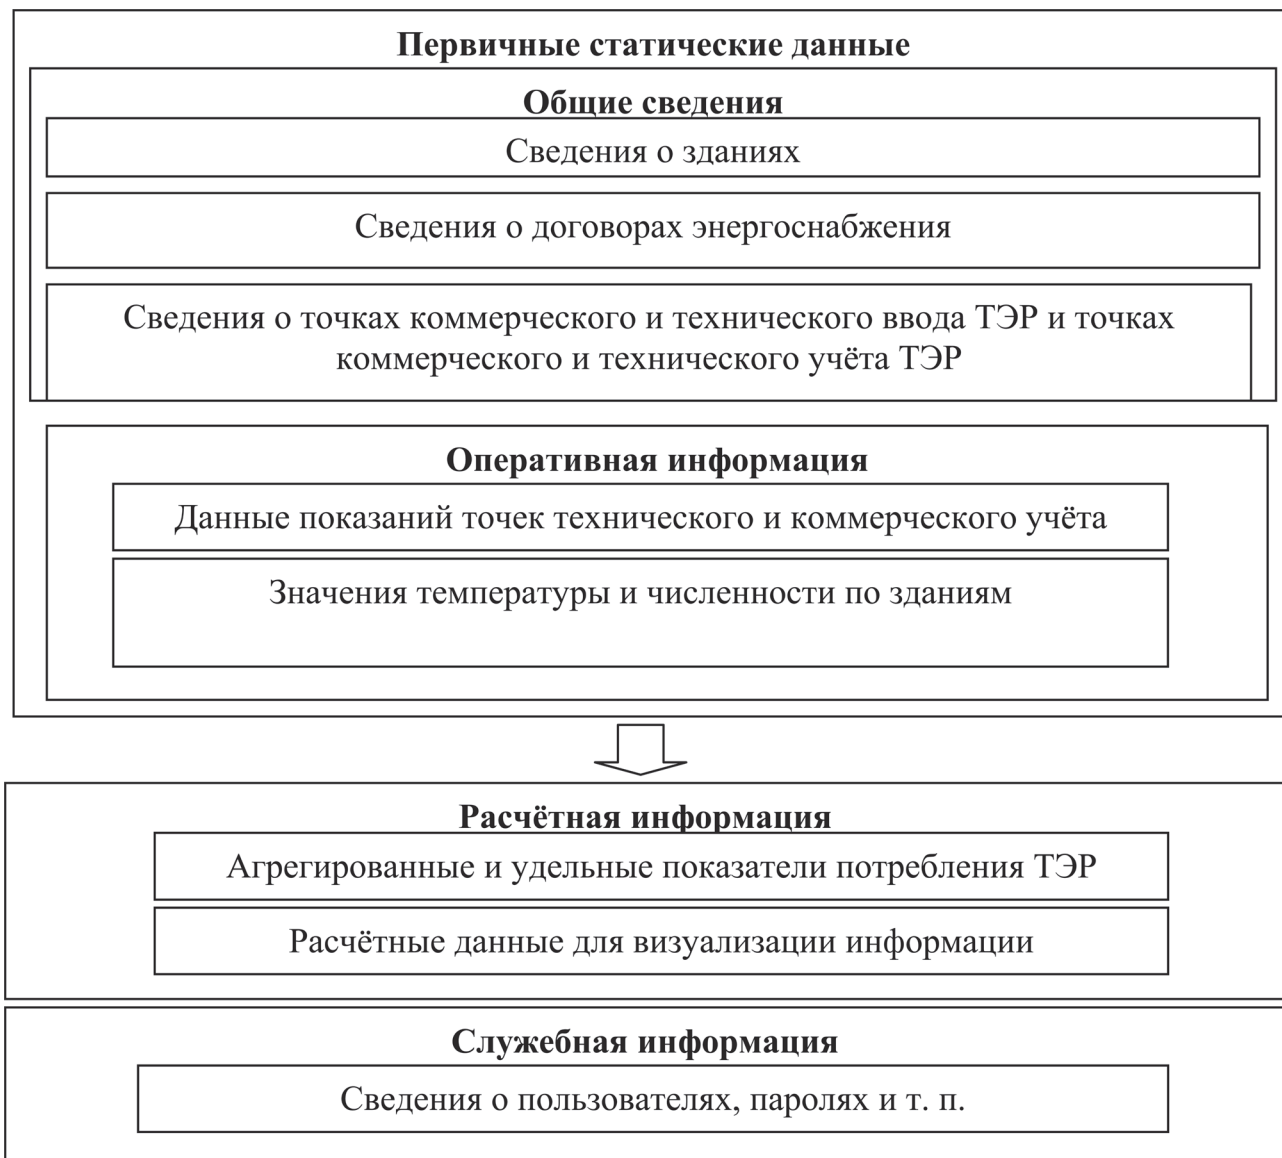 Первичные статические данные
Общие сведения
Сведения о зданиях
Сведения о договорах энергоснабжения
Сведения о точках коммерческого и технического ввода ТЭР и точках
коммерческого и технического учёта ТЭР
Оперативная информация
Данные показаний точек технического и коммерческого учёта
Значения температуры и численности по зданиям
Расчётная информация
Агрегированные и удельные показатели потребления ТЭР
Расчётные данные для визуализации информации
Служебная информация
Сведения о пользователях, паролях и т. п.